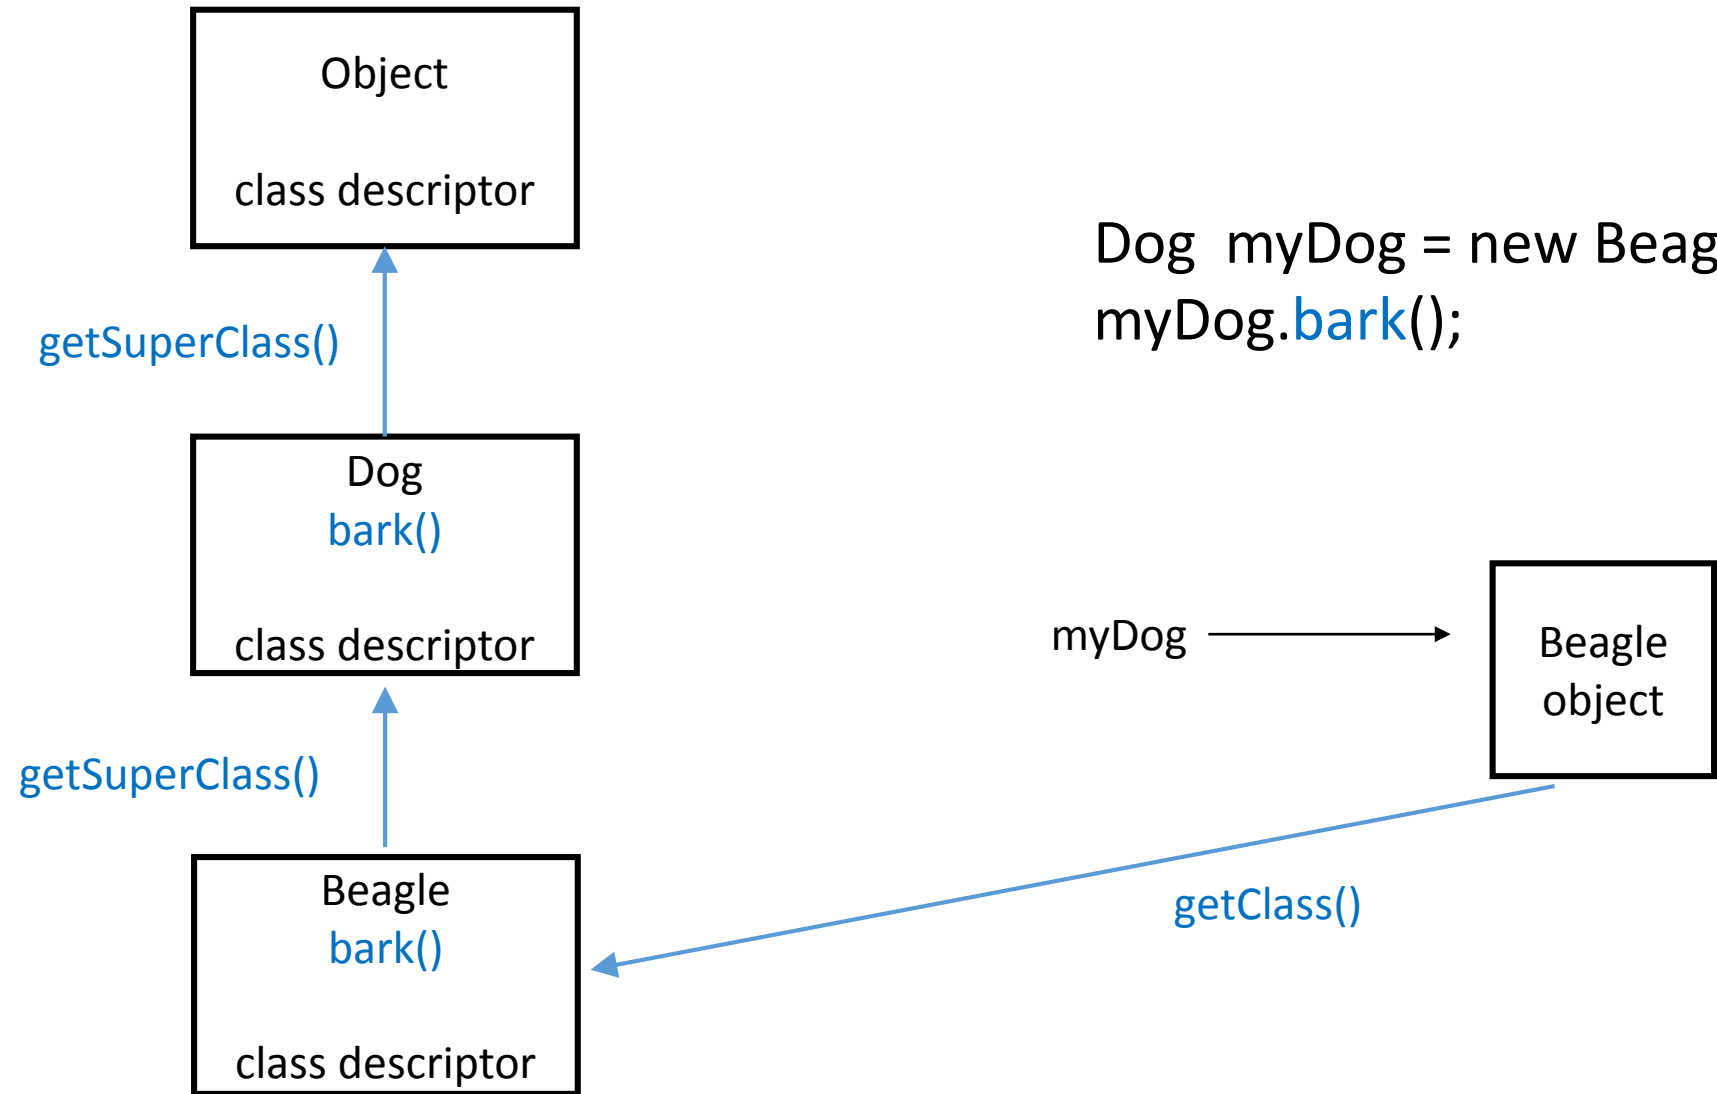 Object
class descriptor
getSuperClass()
Dog
bark()
class descriptor
getSuperClass()
Beagle
bark()
class descriptor
Dog  myDog = new Beag
myDog.bark();
myDog
Beagle
object
getClass()